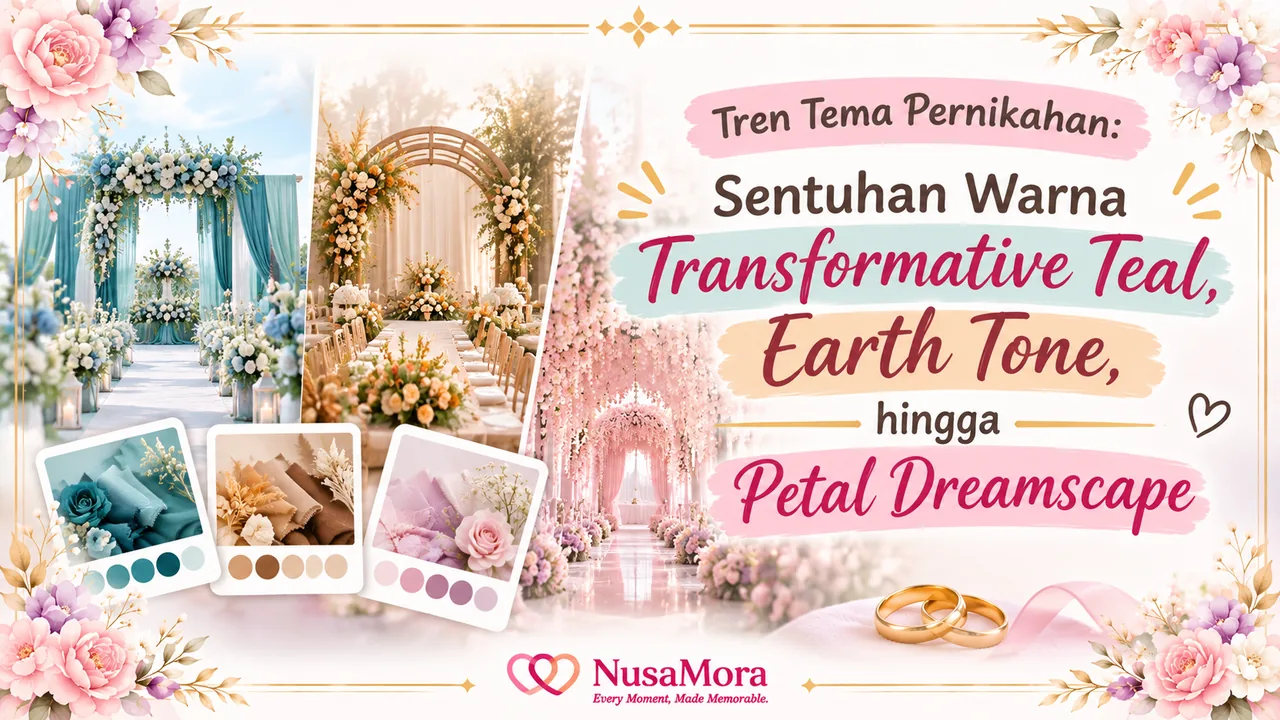 Tren Tema Pernikahan:
Sentuhan Warna
Transformative Teal,
Earth Tone,
hingga
Petal Dreamscape
NusaMora
Every Moment, Made Memorable.